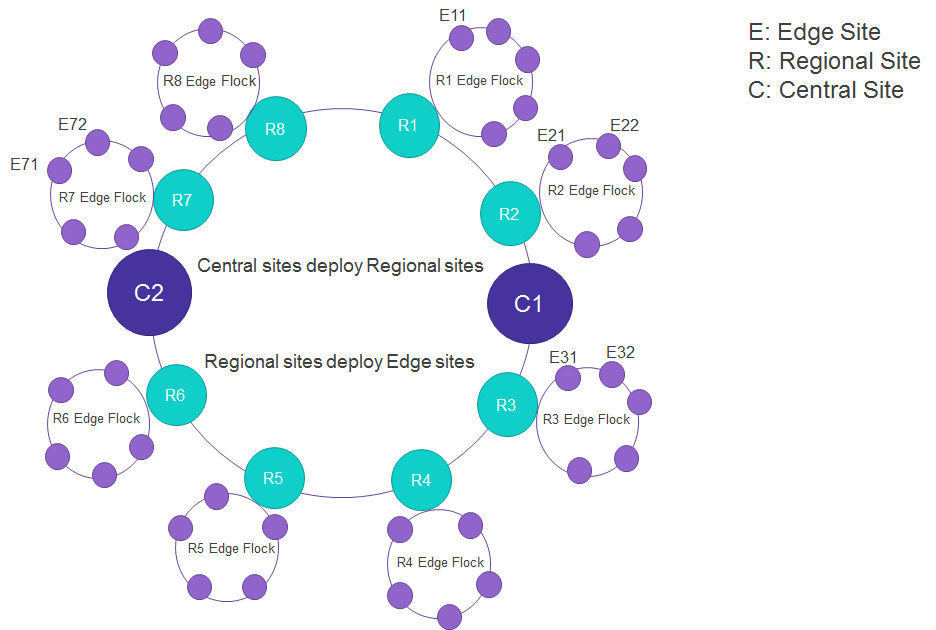 E11
E: Edge Site
R: Regional Site
C: Central Site
R8 Edge Flock
R1 Edge Flock
E72
R8
R1
E21
E22
E71
R7 Edge Flock
R7
R2
R2 Edge Flock
Central sites deploy Regional sites
C2
C1
Regional sites deploy Edge sites
E31
E32
R6 Edge Flock
R6
R3
R3 Edge Flock
R5
R4
R5 Edge Flock
R4 Edge Flock